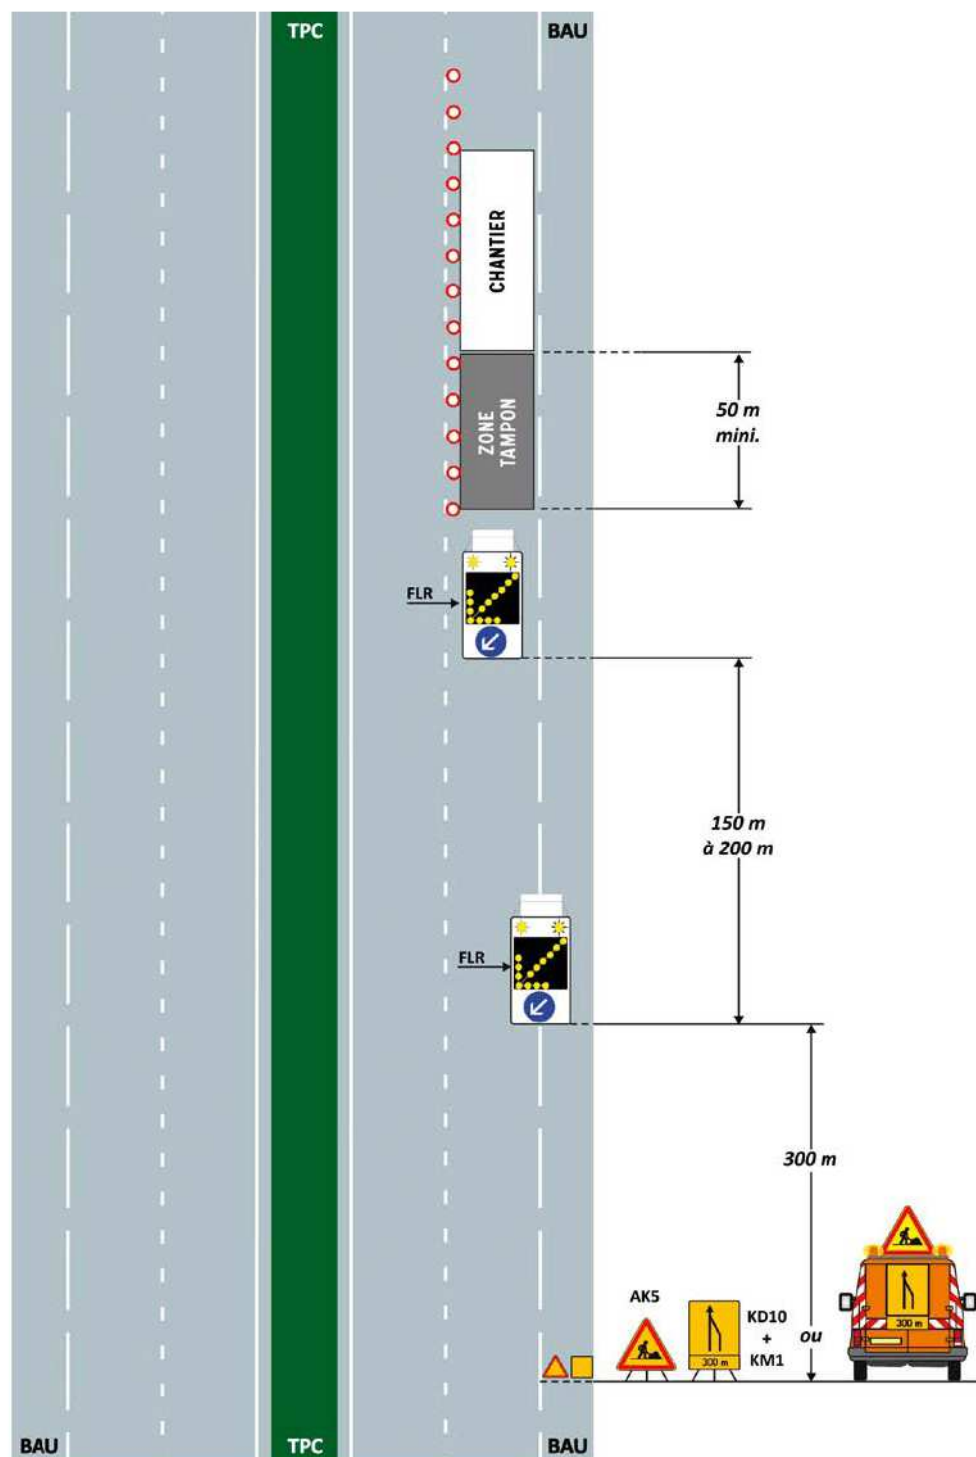 TPC
BAU
CHANTIER
50 m
mini.
ZONE
TAMPON
FLR
150 m
à 200 m
FLR
300 m
AK5
KD10
+
KM1
ou
300 m
300 m
BAU
TPC
BAU